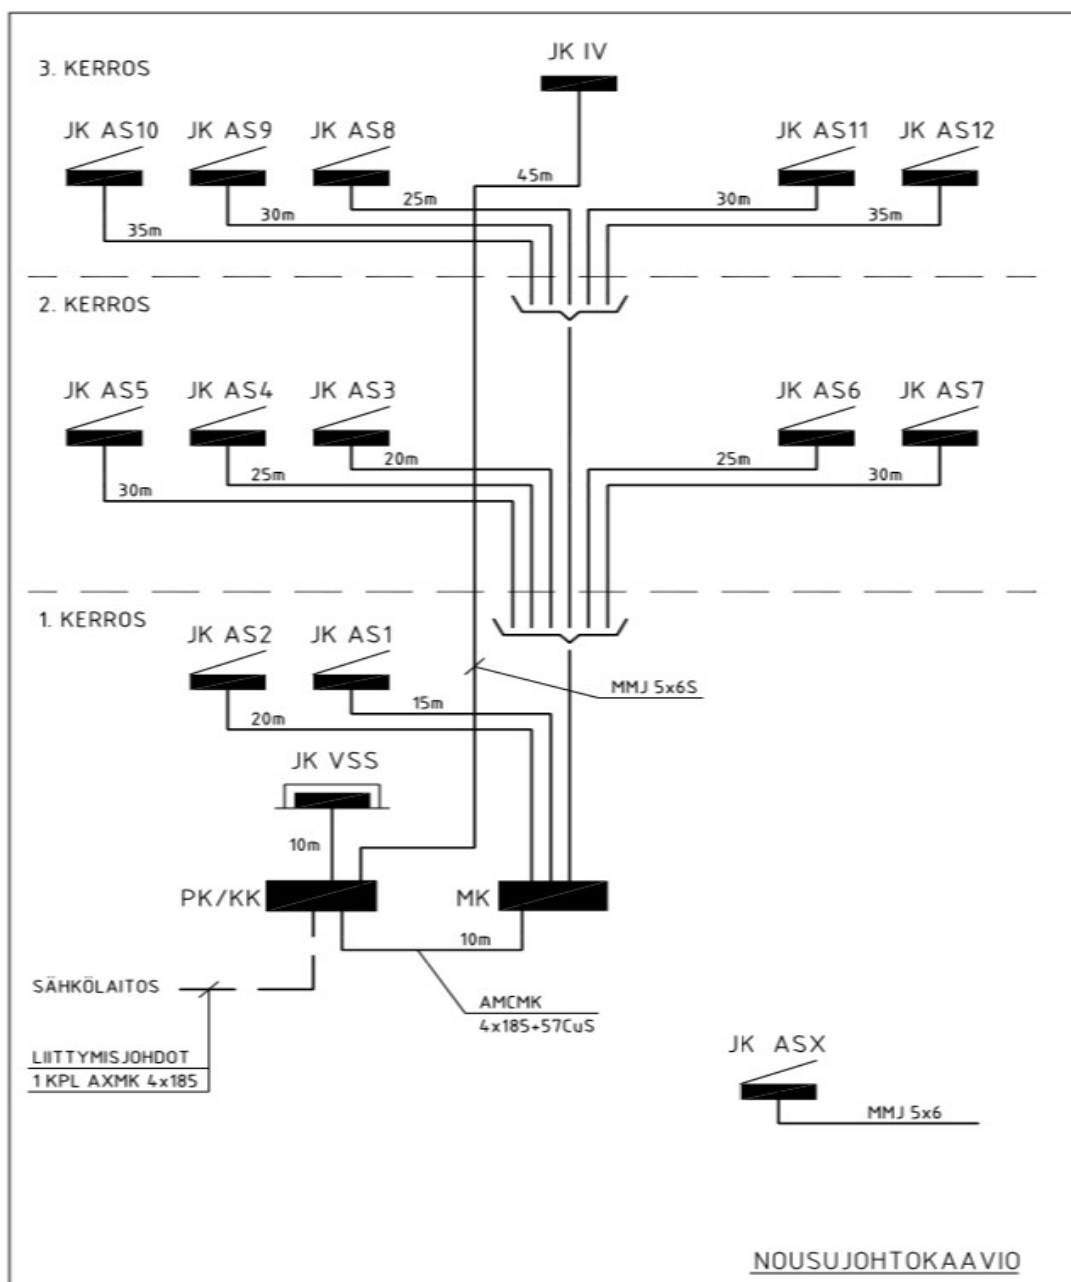 JK IV
3. KERROS
JK AS10 JK AS9 JK AS8 JK AS11 JK AS12
45m
25m 30m
30m 35m
35m
2. KERROS
JK AS5 JK AS4 JK AS3 JK AS6 JK AS7
20m 25m
25m 30m
30m
1. KERROS
JK AS2 JK AS1
MMJ 5x6S
15m
20m
JK VSS
10m
PK/KK MK
10m
SÄHKÖLAITOS
AMCMK
4x185+57CuS
LIITTYMISJOHDOT
1 KPL AXMK 4x185
JK ASX
MMJ 5x6
NOUSUJOHTOKAAVIO